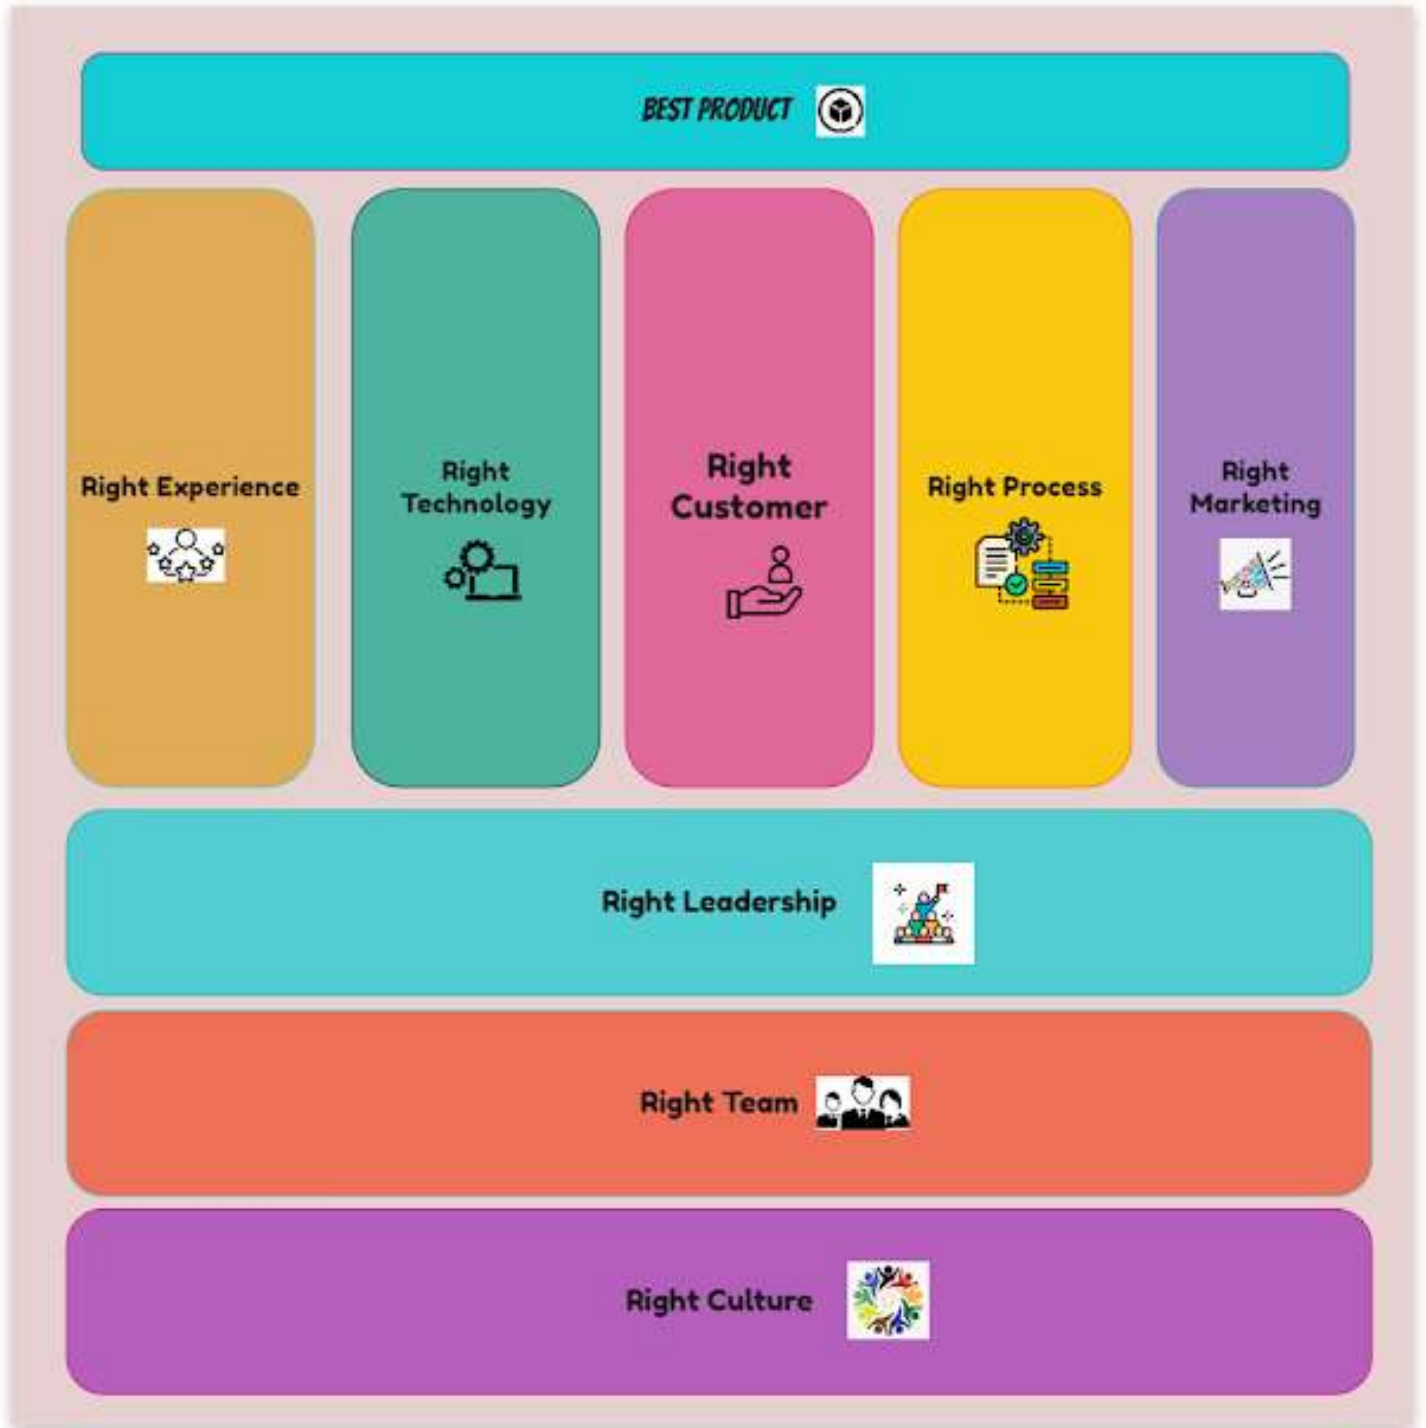 BEST PRODUCT
Right Experience
Right
Technology
Right
Customer
Right Process
Right
Marketing
Right Leadership
Right Team
Right Culture